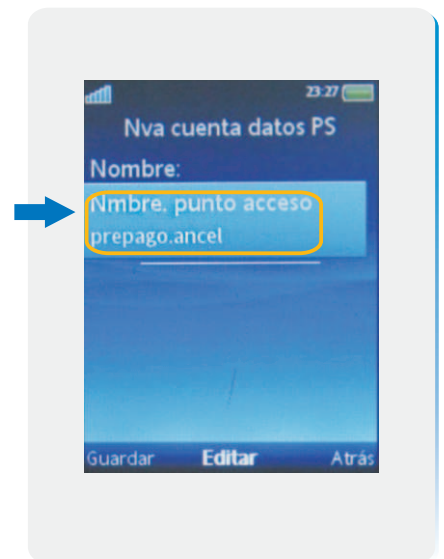 23:27
Nva cuenta datos PS
Nombre:
Nmbre. punto acceso
prepago.ancel
Guardar Editar Atrás